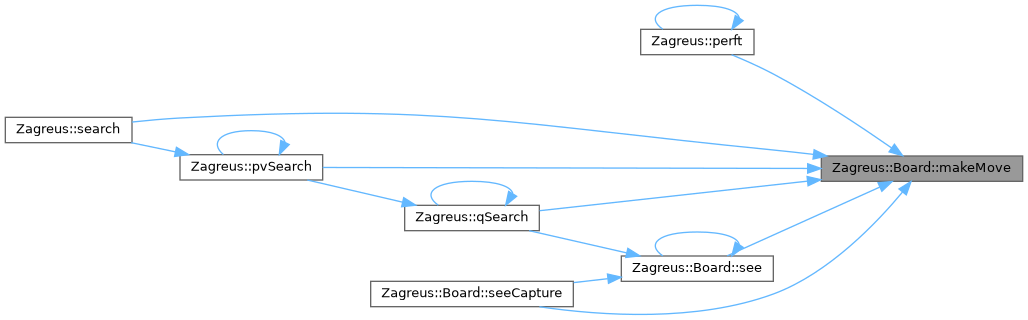 Zagreus::perft
Zagreus::search
Zagreus::pvSearch
Zagreus::Board::makeMove
Zagreus::qSearch
Zagreus::Board::see
Zagreus::Board::seeCapture